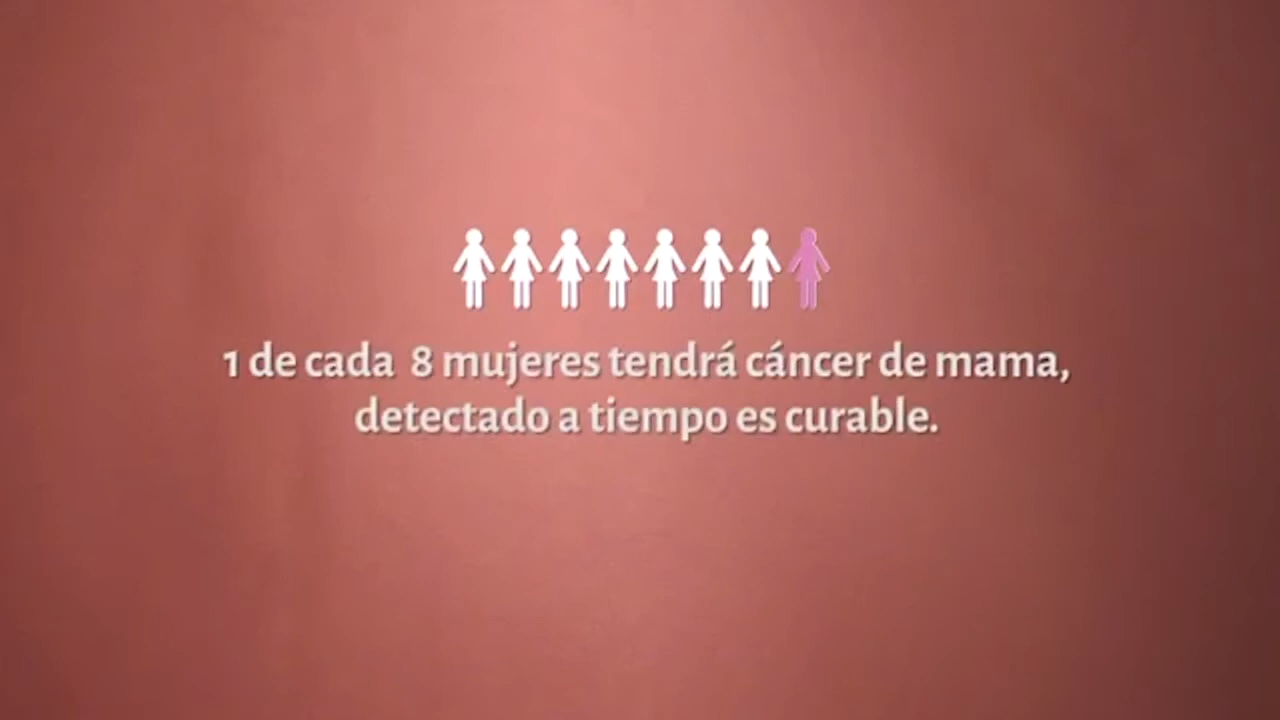 1 de cada 8 mujeres tendrá cáncer de mama,
detectado a tiempo es curable.